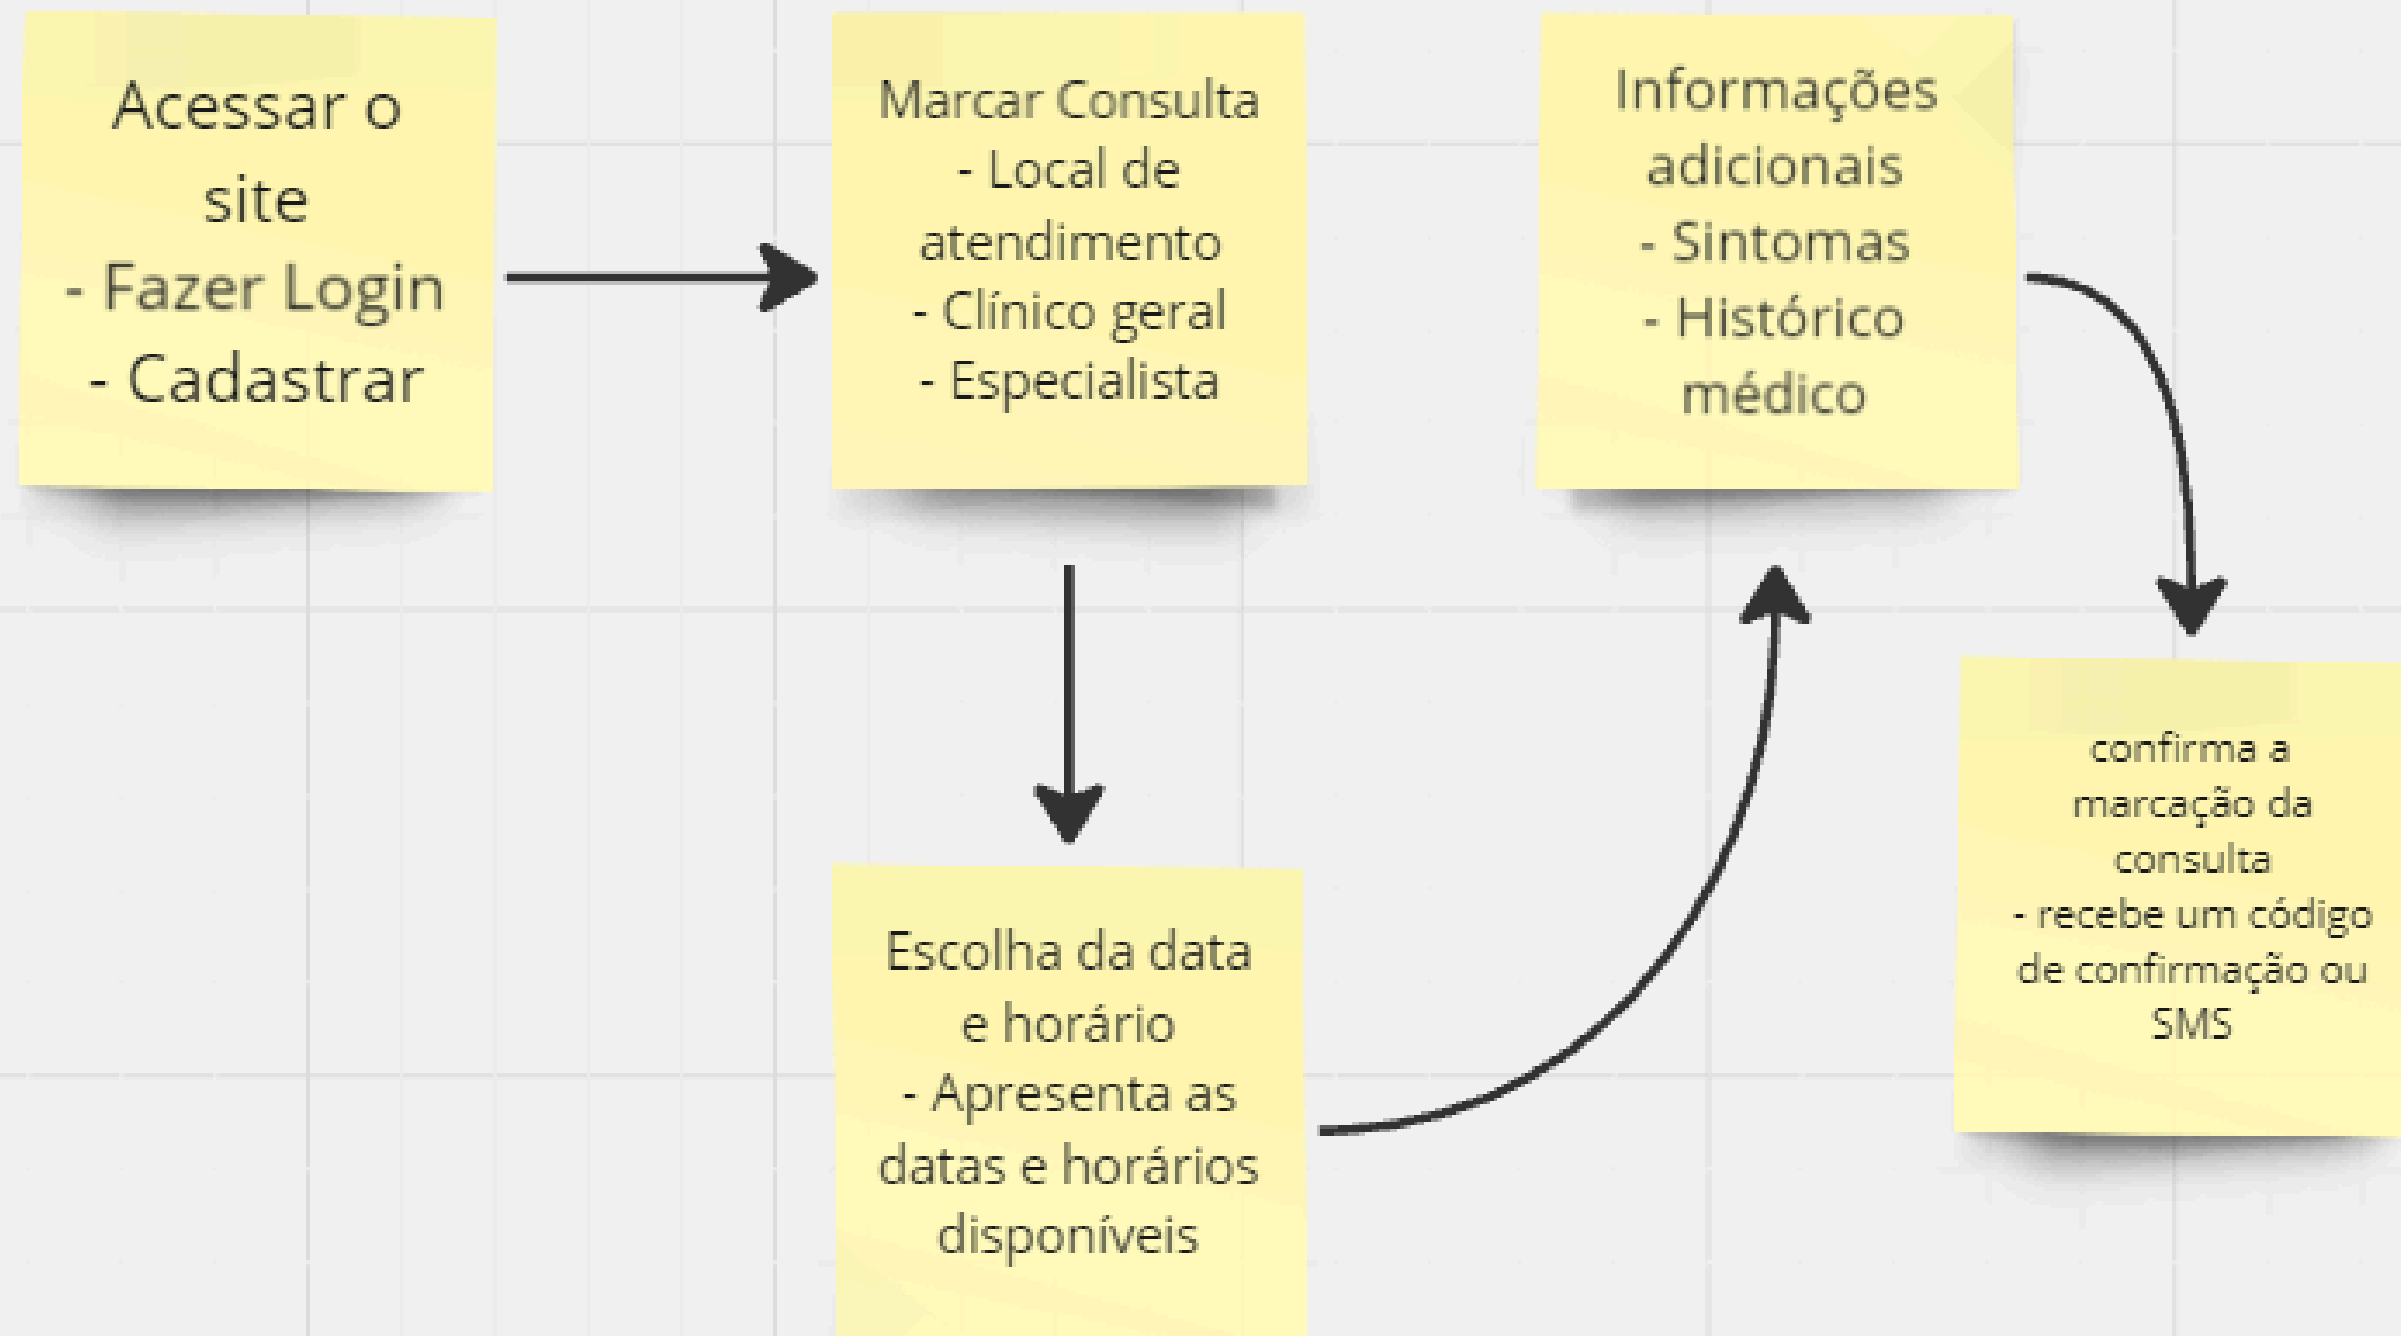 Acessar o
site
- Fazer Login
- Cadastrar
Marcar Consulta
- Local de
atendimento
- Clínico geral
- Especialista
Escolha da data
e horário
- Apresenta as
datas e horários
disponíveis
Informações
adicionais
- Sintomas
- Histórico
médico
confirma a
marcação da
consulta
- recebe um código
de confirmação ou
SMS